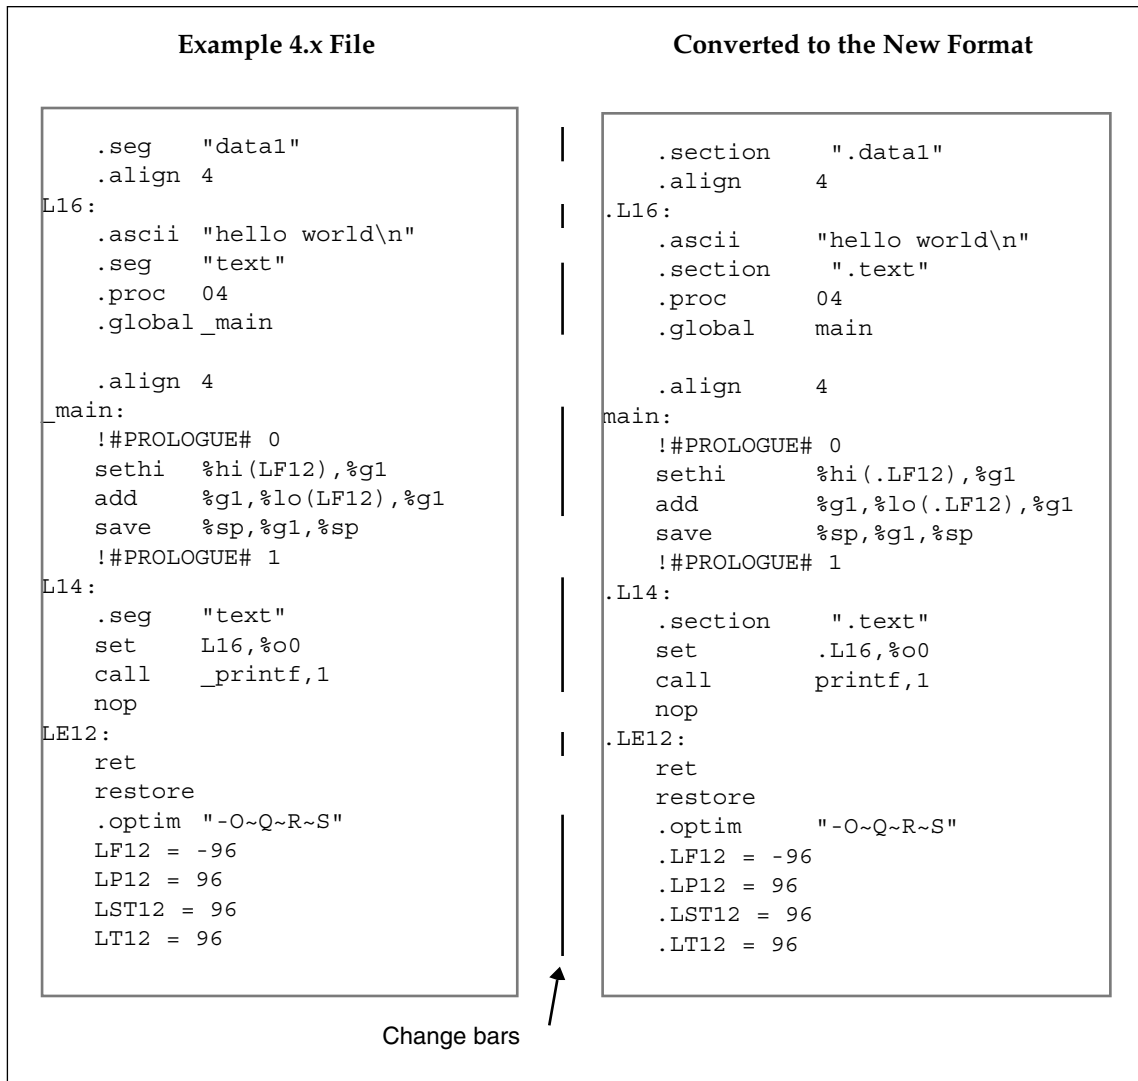 Example 4.x File
.seg "data1"
.align 4
L16:
.ascii "hello world\n"
.seg "text"
.proc 04
.global _main
.align 4
_main:
!#PROLOGUE# 0
sethi %hi(LF12),%g1
add %g1,%lo(LF12),%g1
save %sp,%g1,%sp
!#PROLOGUE# 1
L14:
.seg "text"
set L16,%o0
call _printf,1
nop
LE12:
ret
restore
.optim "-O~Q~R~S"
LF12 = -96
LP12 = 96
LST12 = 96
LT12 = 96
Converted to the New Format
.section ".data1"
.align 4
.L16:
.ascii "hello world\n"
.section ".text"
.proc 04
.global main
.align 4
main:
!#PROLOGUE# 0
sethi %hi(.LF12),%g1
add %g1,%lo(.LF12),%g1
save %sp,%g1,%sp
!#PROLOGUE# 1
.L14:
.section ".text"
set .L16,%o0
call printf,1
nop
.LE12:
ret
restore
.optim "-O~Q~R~S"
.LF12 = -96
.LP12 = 96
.LST12 = 96
.LT12 = 96
Change bars